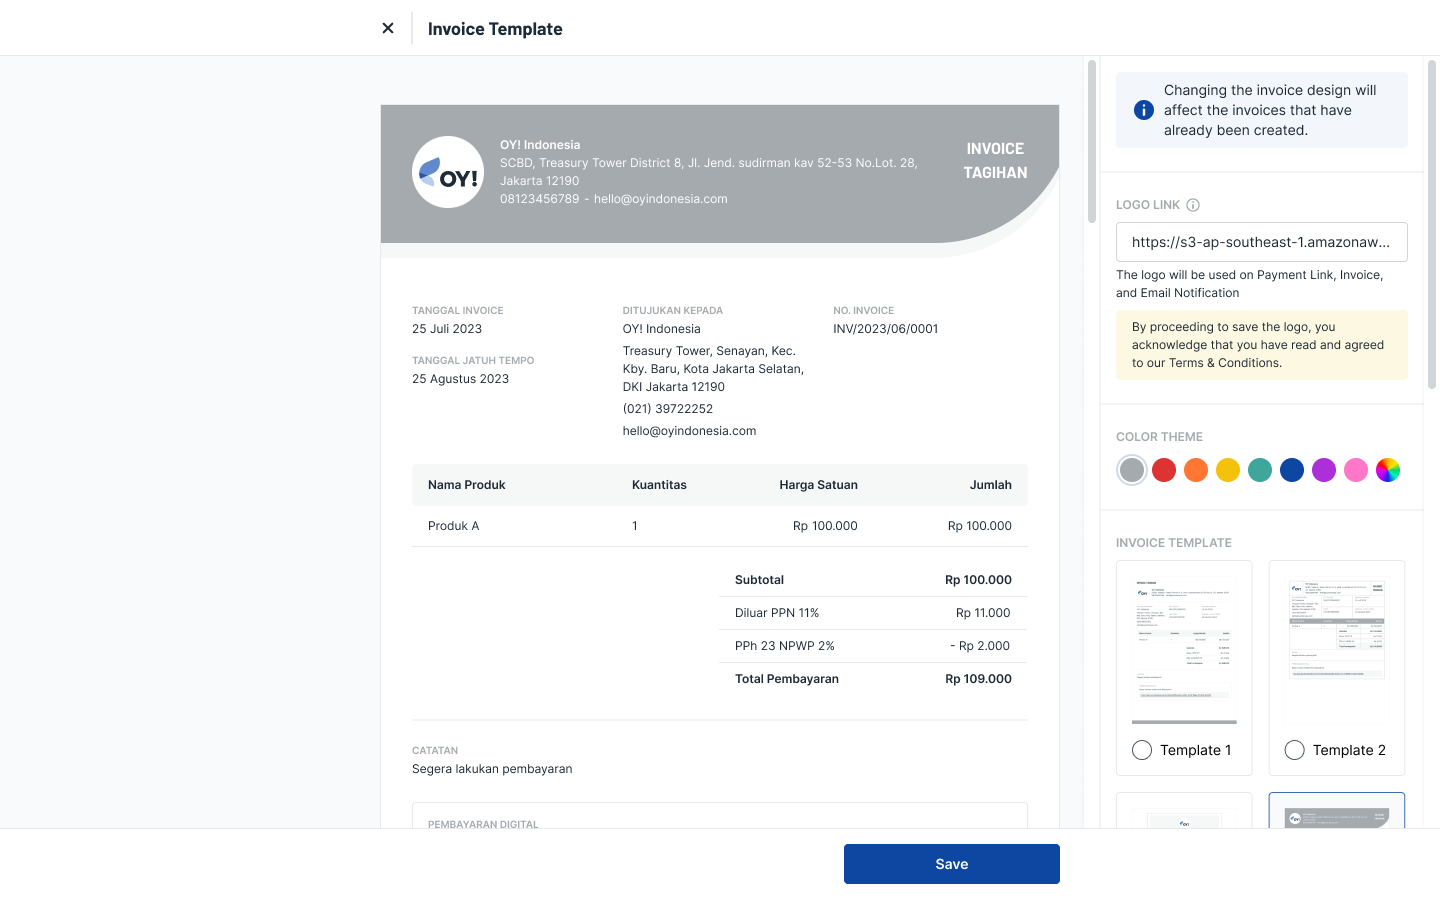 Invoice Template
OY!
OY! Indonesia
SCBD, Treasury Tower District 8, Jl. Jend. sudirman kav 52-53 No.Lot. 28,
Jakarta 12190
08123456789 - hello@oyindonesia.com
INVOICE
TAGIHAN
TANGGAL INVOICE
25 Juli 2023
TANGGAL JATUH TEMPO
25 Agustus 2023
DITUJUKAN KEPADA
OY! Indonesia
Treasury Tower, Senayan, Kec.
Kby. Baru, Kota Jakarta Selatan,
DKI Jakarta 12190
(021) 39722252
hello@oyindonesia.com
NO. INVOICE
INV/2023/06/0001
Nama Produk Kuantitas Harga Satuan Jumlah
Produk A 1 Rp 100.000 Rp 100.000
Subtotal Rp 100.000
Diluar PPN 11% Rp 11.000
PPh 23 NPWP 2% - Rp 2.000
Total Pembayaran Rp 109.000
CATATAN
Segera lakukan pembayaran
PEMBAYARAN DIGITAL
Changing the invoice design will
affect the invoices that have
already been created.
LOGO LINK
https://s3-ap-southeast-1.amazonaw...
The logo will be used on Payment Link, Invoice,
and Email Notification
By proceeding to save the logo, you
acknowledge that you have read and agreed
to our Terms & Conditions.
COLOR THEME
INVOICE TEMPLATE
Template 1
Template 2
Save